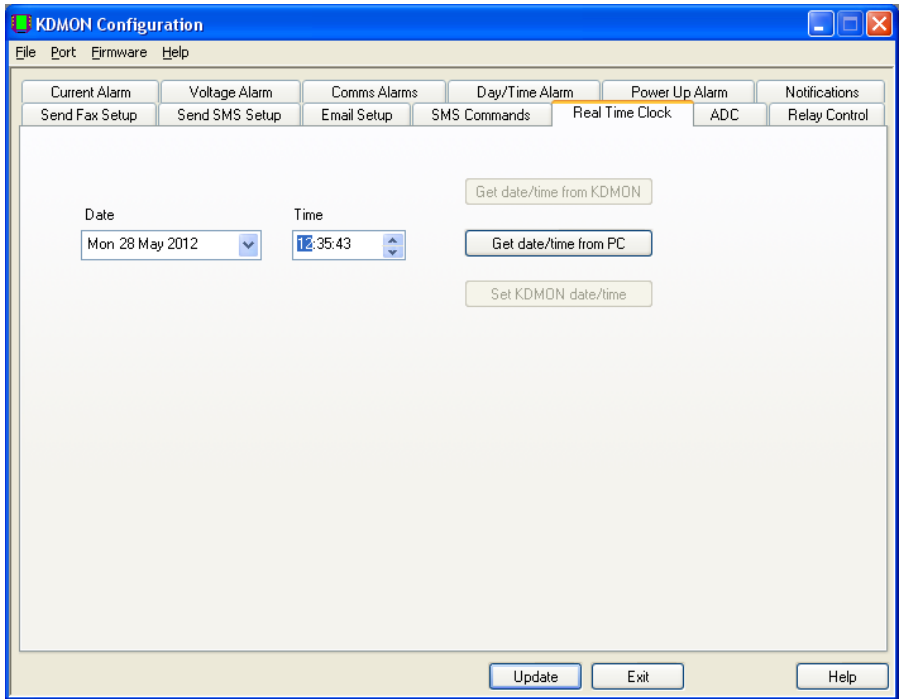 KDMON Configuration
File Port Firmware Help
Current Alarm Voltage Alarm Comms Alarms Day/Time Alarm Power Up Alarm Notifications
Send Fax Setup Send SMS Setup Email Setup SMS Commands Real Time Clock ADC Relay Control
Get date/time from KDMON
Date Time
Mon 28 May 2012 12:35:43 Get date/time from PC
Set KDMON date/time
Update Exit Help